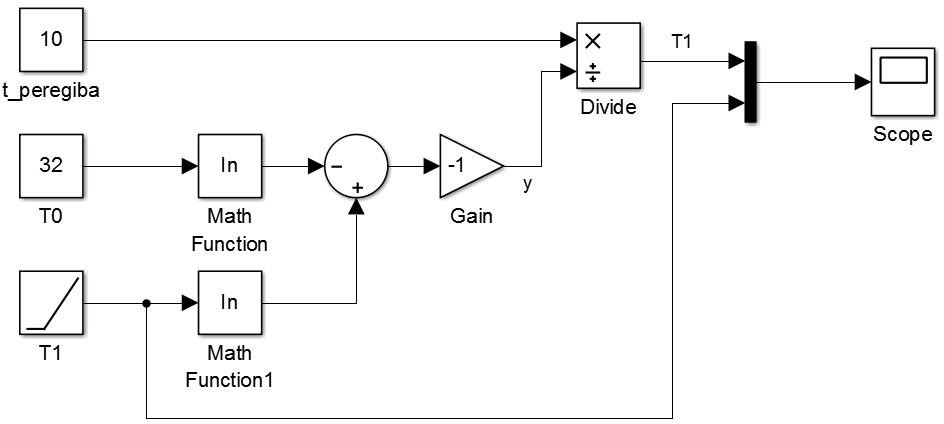 10
t_peregiba
×
÷
Divide
T1
Scope
32
T0
ln
Math
Function
−
+
-1
Gain
y
T1
ln
Math
Function1